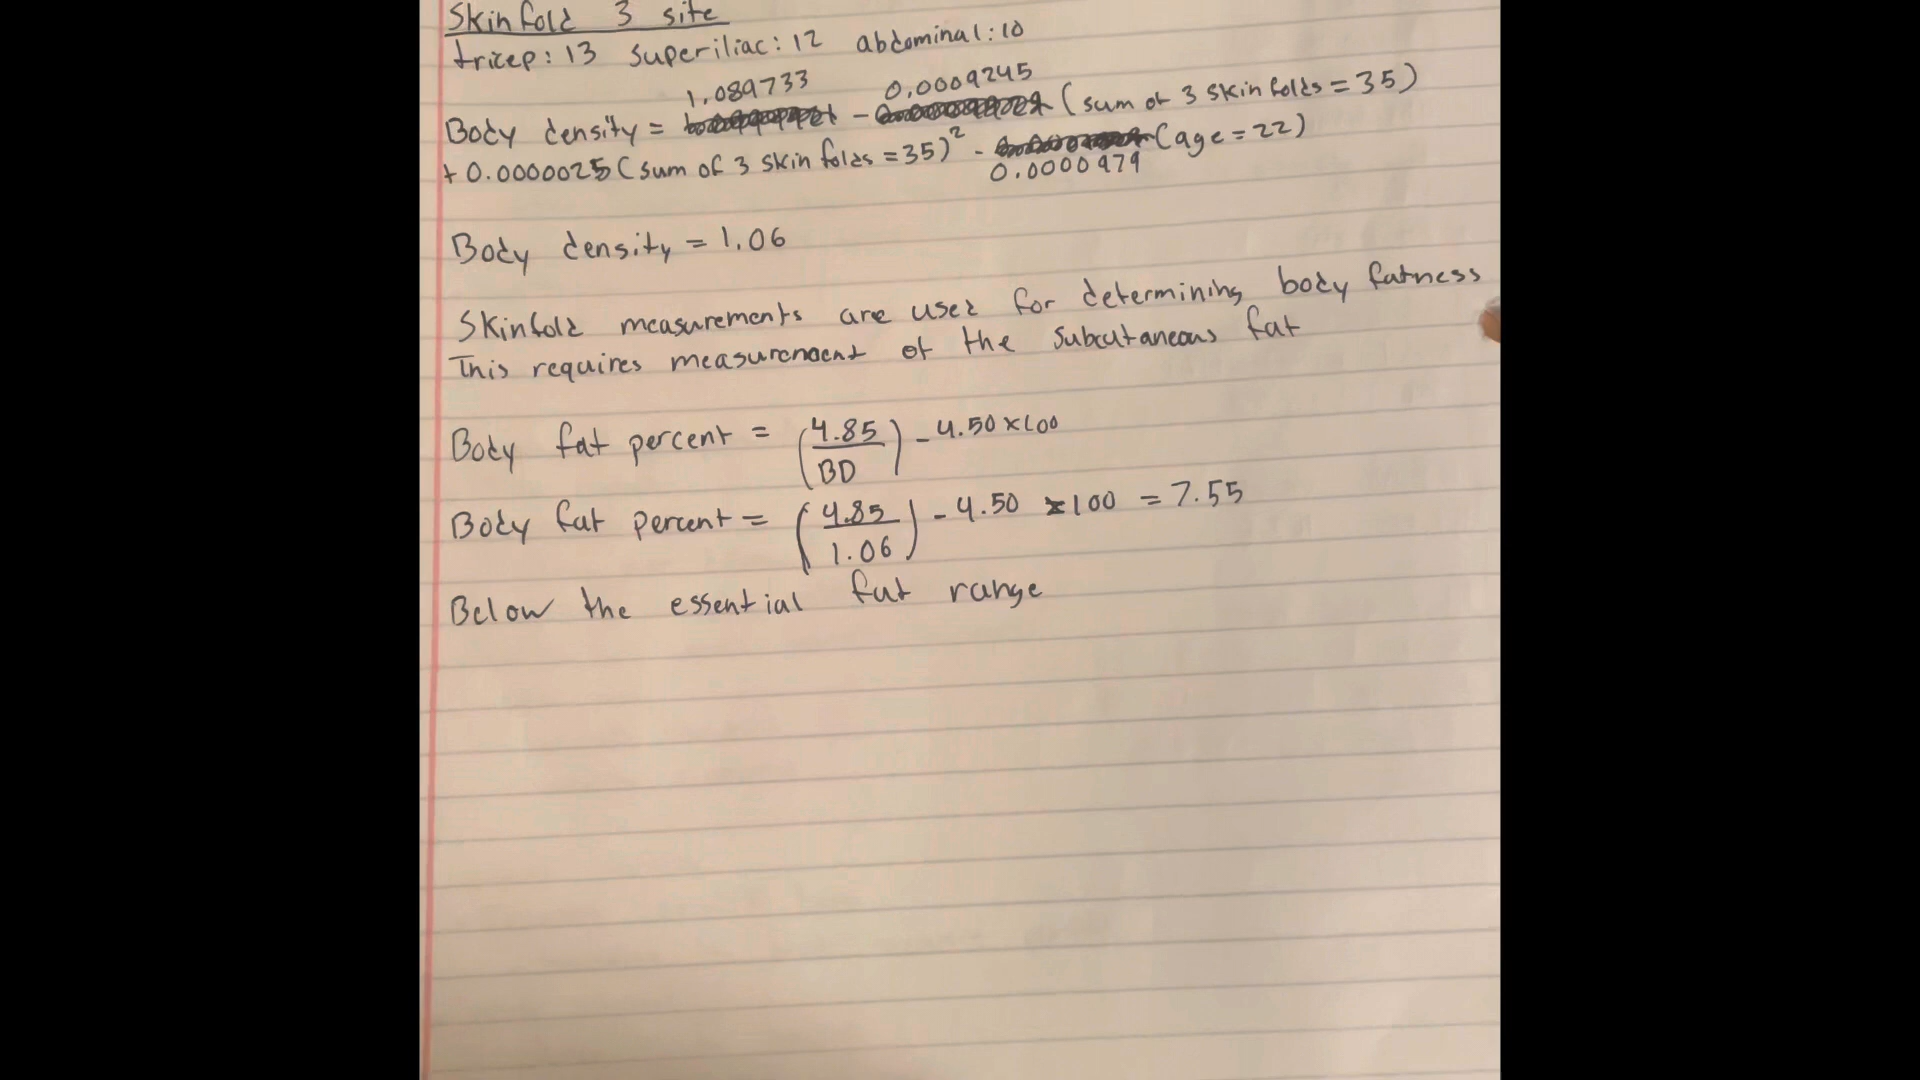 Skinfold 3 site
tricep: 13 superiliac: 12 abdominal: 10
1.089733 0.0009245
Body density = - (sum of 3 skin folds = 35)
+ 0.0000025 (sum of 3 skin folds = 35)² - (age = 22)
0.0000979
Body density = 1.06
Skinfold measurements are used for determining body fatness
This requires measurement of the subcutaneous fat
Body fat percent = (4.85/BD) - 4.50 x 100
Body fat percent = (4.85/1.06) - 4.50 x 100 = 7.55
Below the essential fat range